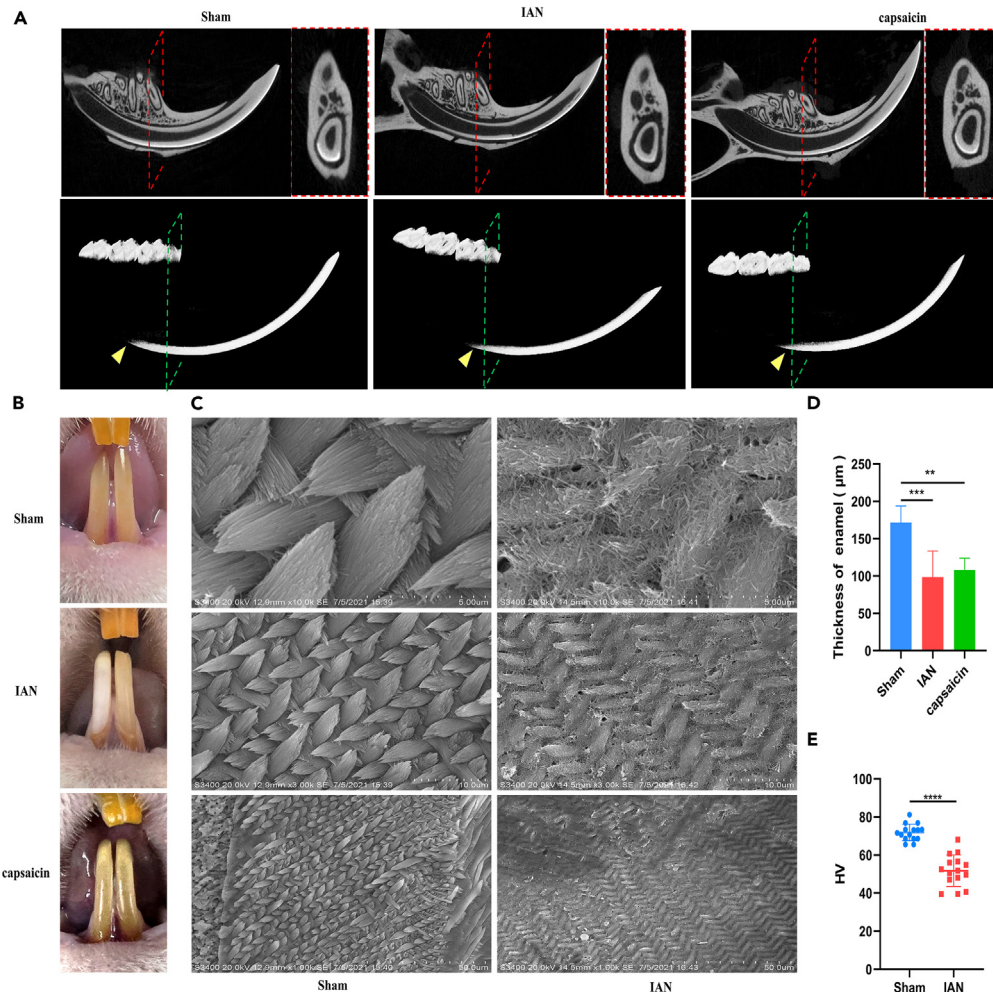 A
Sham
IAN
capsaicin
B
C
D
Sham
IAN
capsaicin
S3400 20.0kV 12.9mm x10.0k SE 7/5/2021 15:39
5.00um
S3400 20.0kV 14.5mm x10.0k SE 7/5/2021 16:41
5.00um
S3400 20.0kV 12.9mm x3.00k SE 7/5/2021 15:39
10.0um
S3400 20.0kV 14.5mm x3.00k SE 7/5/2021 16:42
10.0um
S3400 20.0kV 12.9mm x1.00k SE 7/5/2021 15:40
50.0um
S3400 20.0kV 14.5mm x1.00k SE 7/5/2021 16:43
50.0um
Sham
IAN
Thickness of enamel ( μm )
250
200
150
100
50
0
**
***
Sham
IAN
capsaicin
E
HV
100
80
60
40
20
0
****
Sham
IAN